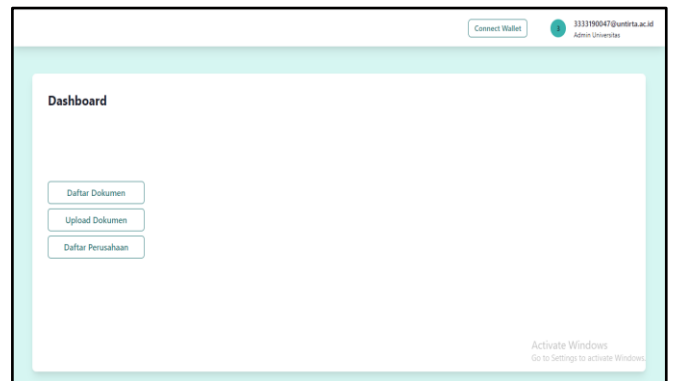 Connect Wallet
3
3333190047@untirta.ac.id
Admin Universitas
Dashboard
Daftar Dokumen
Upload Dokumen
Daftar Perusahaan
Activate Windows
Go to Settings to activate Windows.